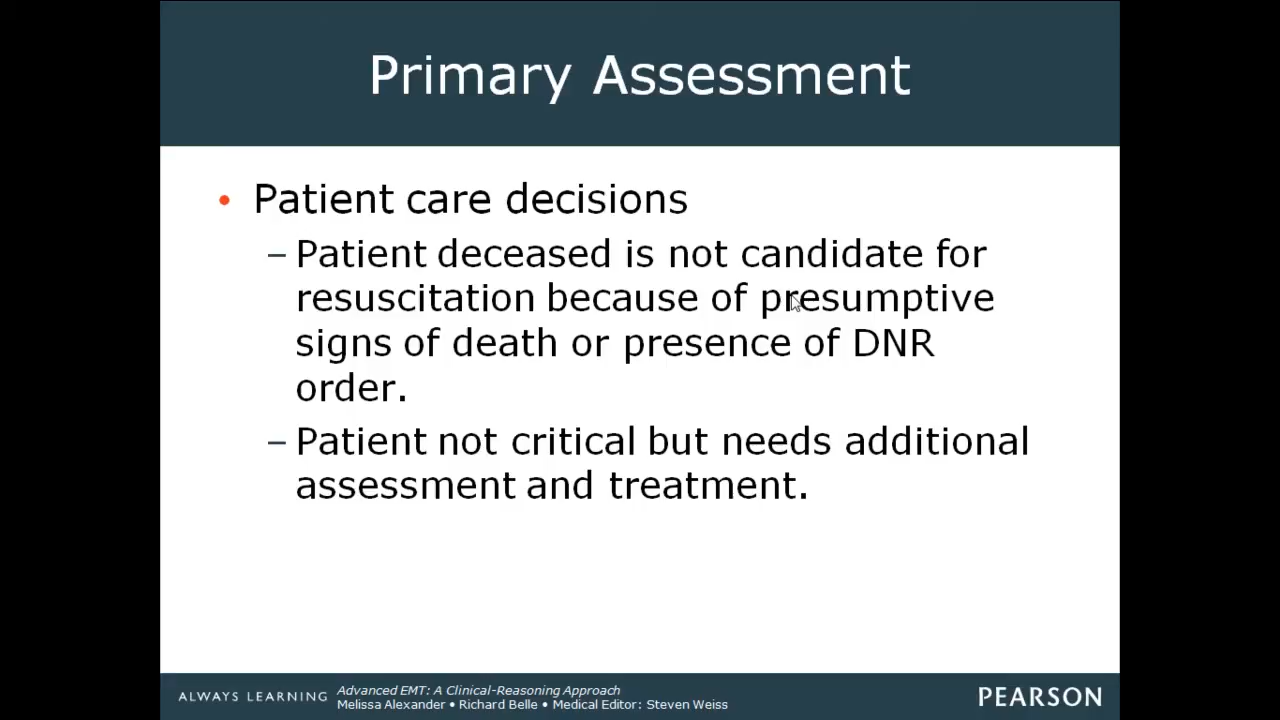 Primary Assessment
• Patient care decisions
– Patient deceased is not candidate for
resuscitation because of presumptive
signs of death or presence of DNR
order.
– Patient not critical but needs additional
assessment and treatment.
ALWAYS LEARNING
Advanced EMT: A Clinical-Reasoning Approach
Melissa Alexander • Richard Belle • Medical Editor: Steven Weiss
PEARSON